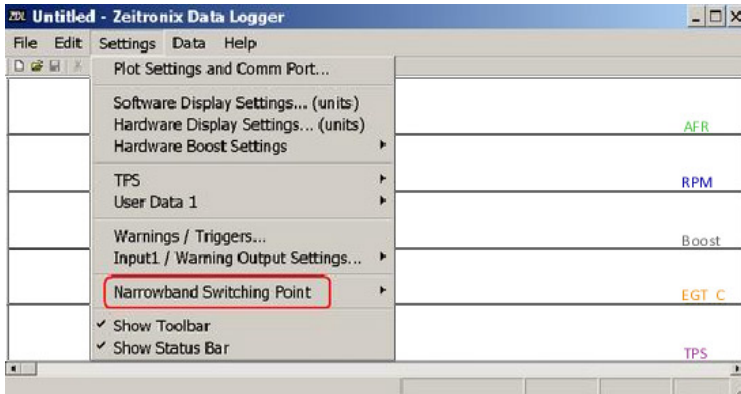 ZDL Untitled - Zeitronix Data Logger
File Edit Settings Data Help
Plot Settings and Comm Port...
Software Display Settings... (units)
Hardware Display Settings... (units)
Hardware Boost Settings
TPS
User Data 1
Warnings / Triggers...
Input1 / Warning Output Settings...
Narrowband Switching Point
Show Toolbar
Show Status Bar
AFR
RPM
Boost
EGT C
TPS